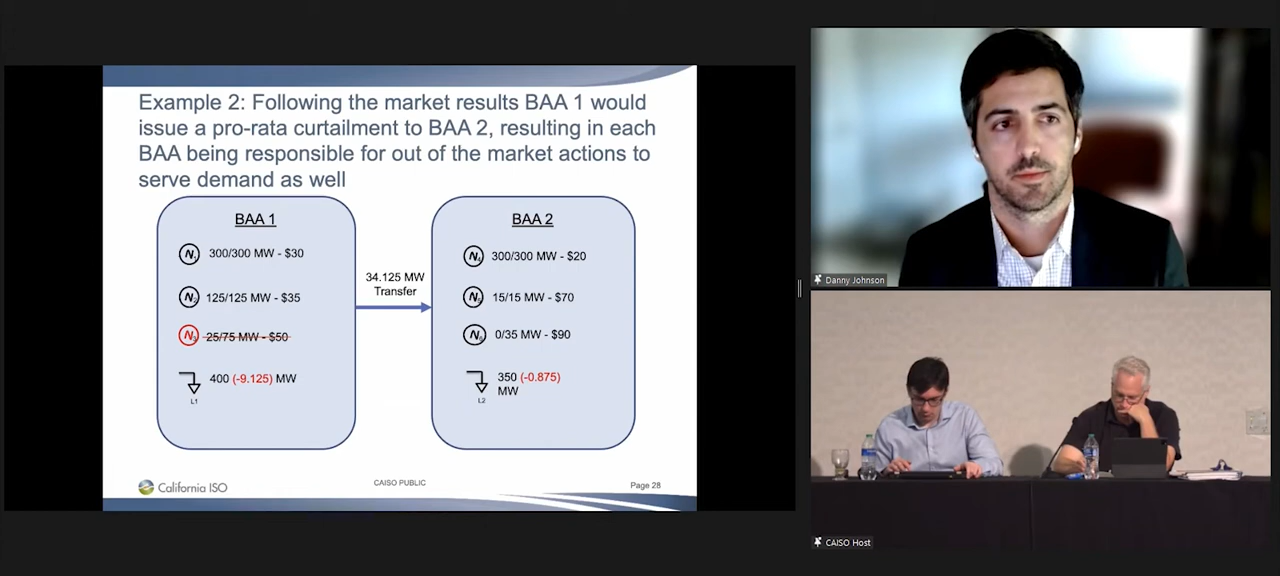 Example 2: Following the market results BAA 1 would
issue a pro-rata curtailment to BAA 2, resulting in each
BAA being responsible for out of the market actions to
serve demand as well
BAA 1
300/300 MW - $30
125/125 MW - $35
25/75 MW - $50
400 (-9.125) MW
L1
34.125 MW
Transfer
BAA 2
300/300 MW - $20
15/15 MW - $70
0/35 MW - $90
350 (-0.875)
MW
L2
California ISO
CAISO PUBLIC
Page 28
Danny Johnson
CAISO Host